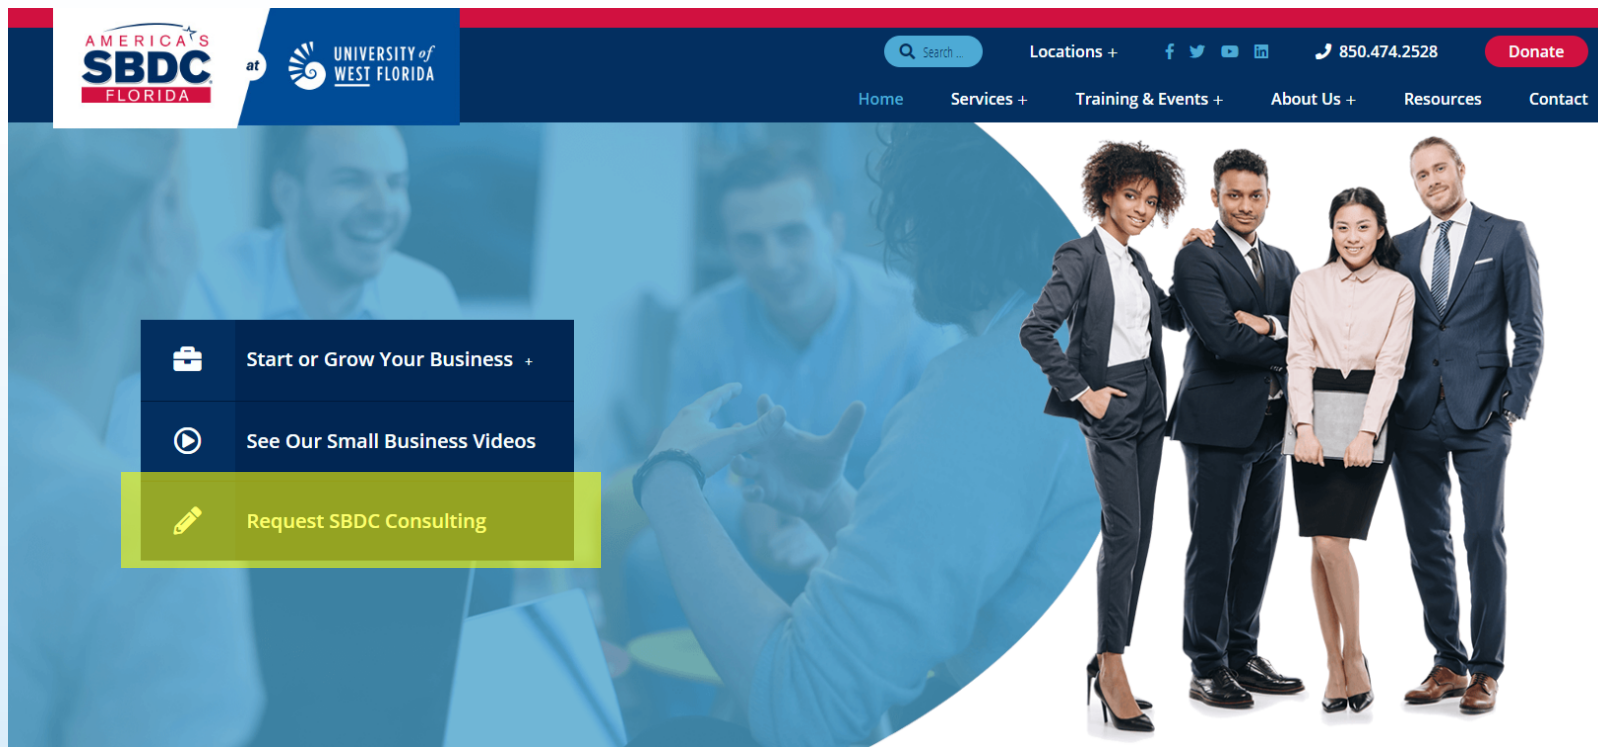 AMERICA'S
SBDC
FLORIDA
at
UNIVERSITY of
WEST FLORIDA
Search ...
Locations +
850.474.2528
Donate
Home
Services +
Training & Events +
About Us +
Resources
Contact
Start or Grow Your Business +
See Our Small Business Videos
Request SBDC Consulting